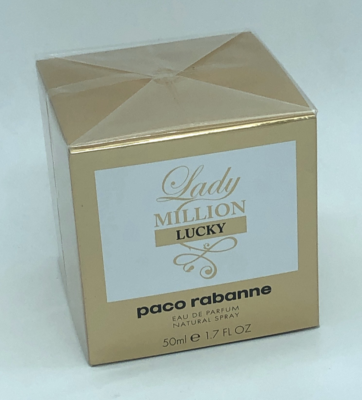 Lady
MILLION
LUCKY
paco rabanne
EAU DE PARFUM
NATURAL SPRAY
50ml ℮ 1.7 FL OZ